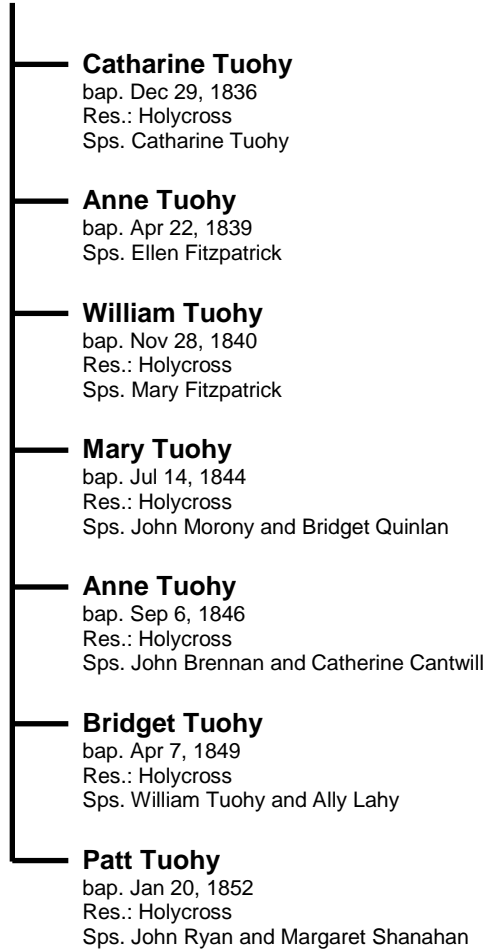 Catharine Tuohy
bap. Dec 29, 1836
Res.: Holycross
Sps. Catharine Tuohy
Anne Tuohy
bap. Apr 22, 1839
Sps. Ellen Fitzpatrick
William Tuohy
bap. Nov 28, 1840
Res.: Holycross
Sps. Mary Fitzpatrick
Mary Tuohy
bap. Jul 14, 1844
Res.: Holycross
Sps. John Morony and Bridget Quinlan
Anne Tuohy
bap. Sep 6, 1846
Res.: Holycross
Sps. John Brennan and Catherine Cantwill
Bridget Tuohy
bap. Apr 7, 1849
Res.: Holycross
Sps. William Tuohy and Ally Lahy
Patt Tuohy
bap. Jan 20, 1852
Res.: Holycross
Sps. John Ryan and Margaret Shanahan